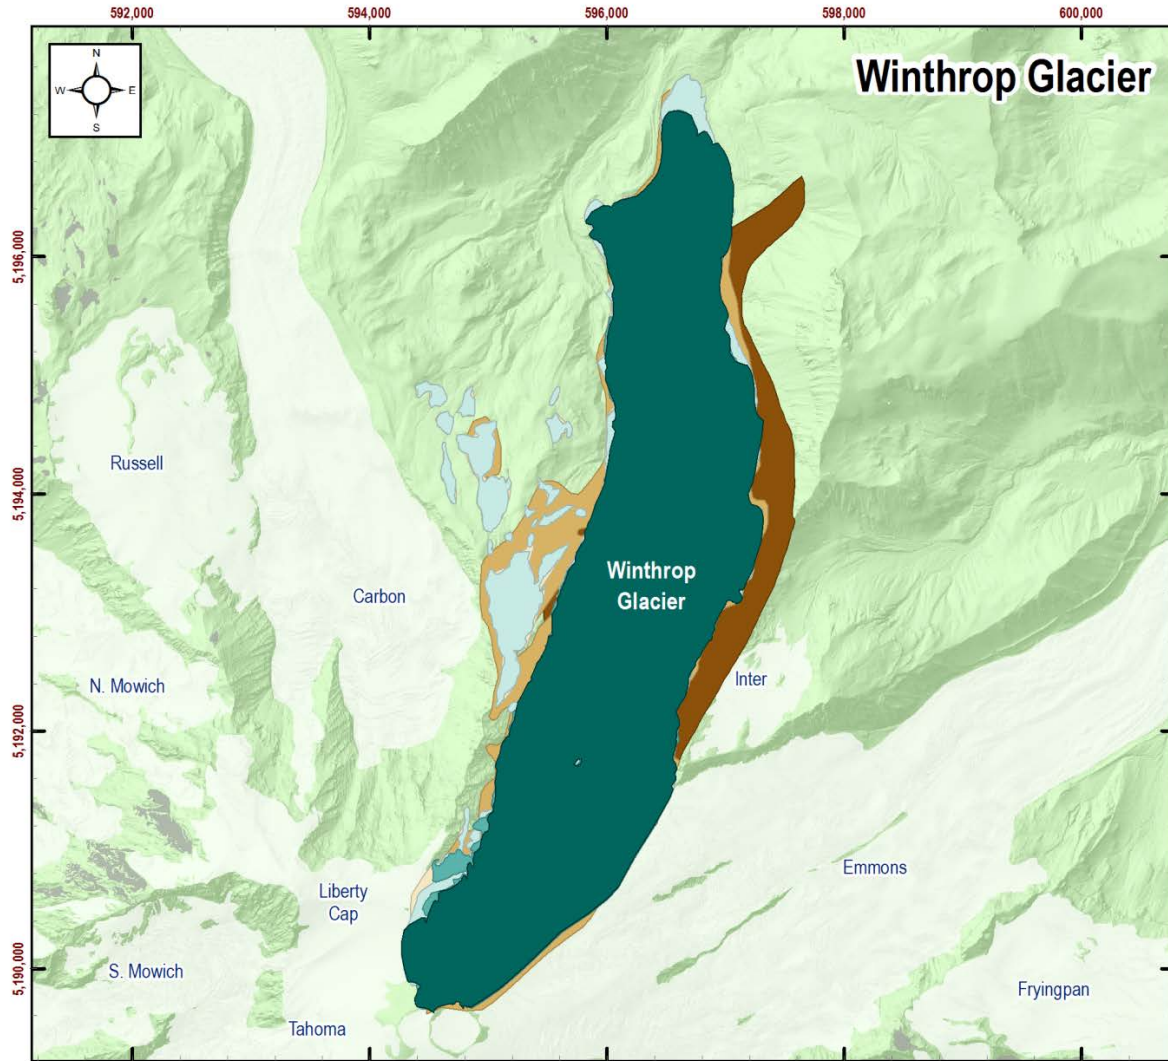 592,000
594,000
596,000
598,000
600,000
Winthrop Glacier
N
W
E
S
5,196,000
5,194,000
5,192,000
5,190,000
Russell
Carbon
N. Mowich
Winthrop
Glacier
Inter
Liberty
Cap
Emmons
S. Mowich
Tahoma
Fryingpan